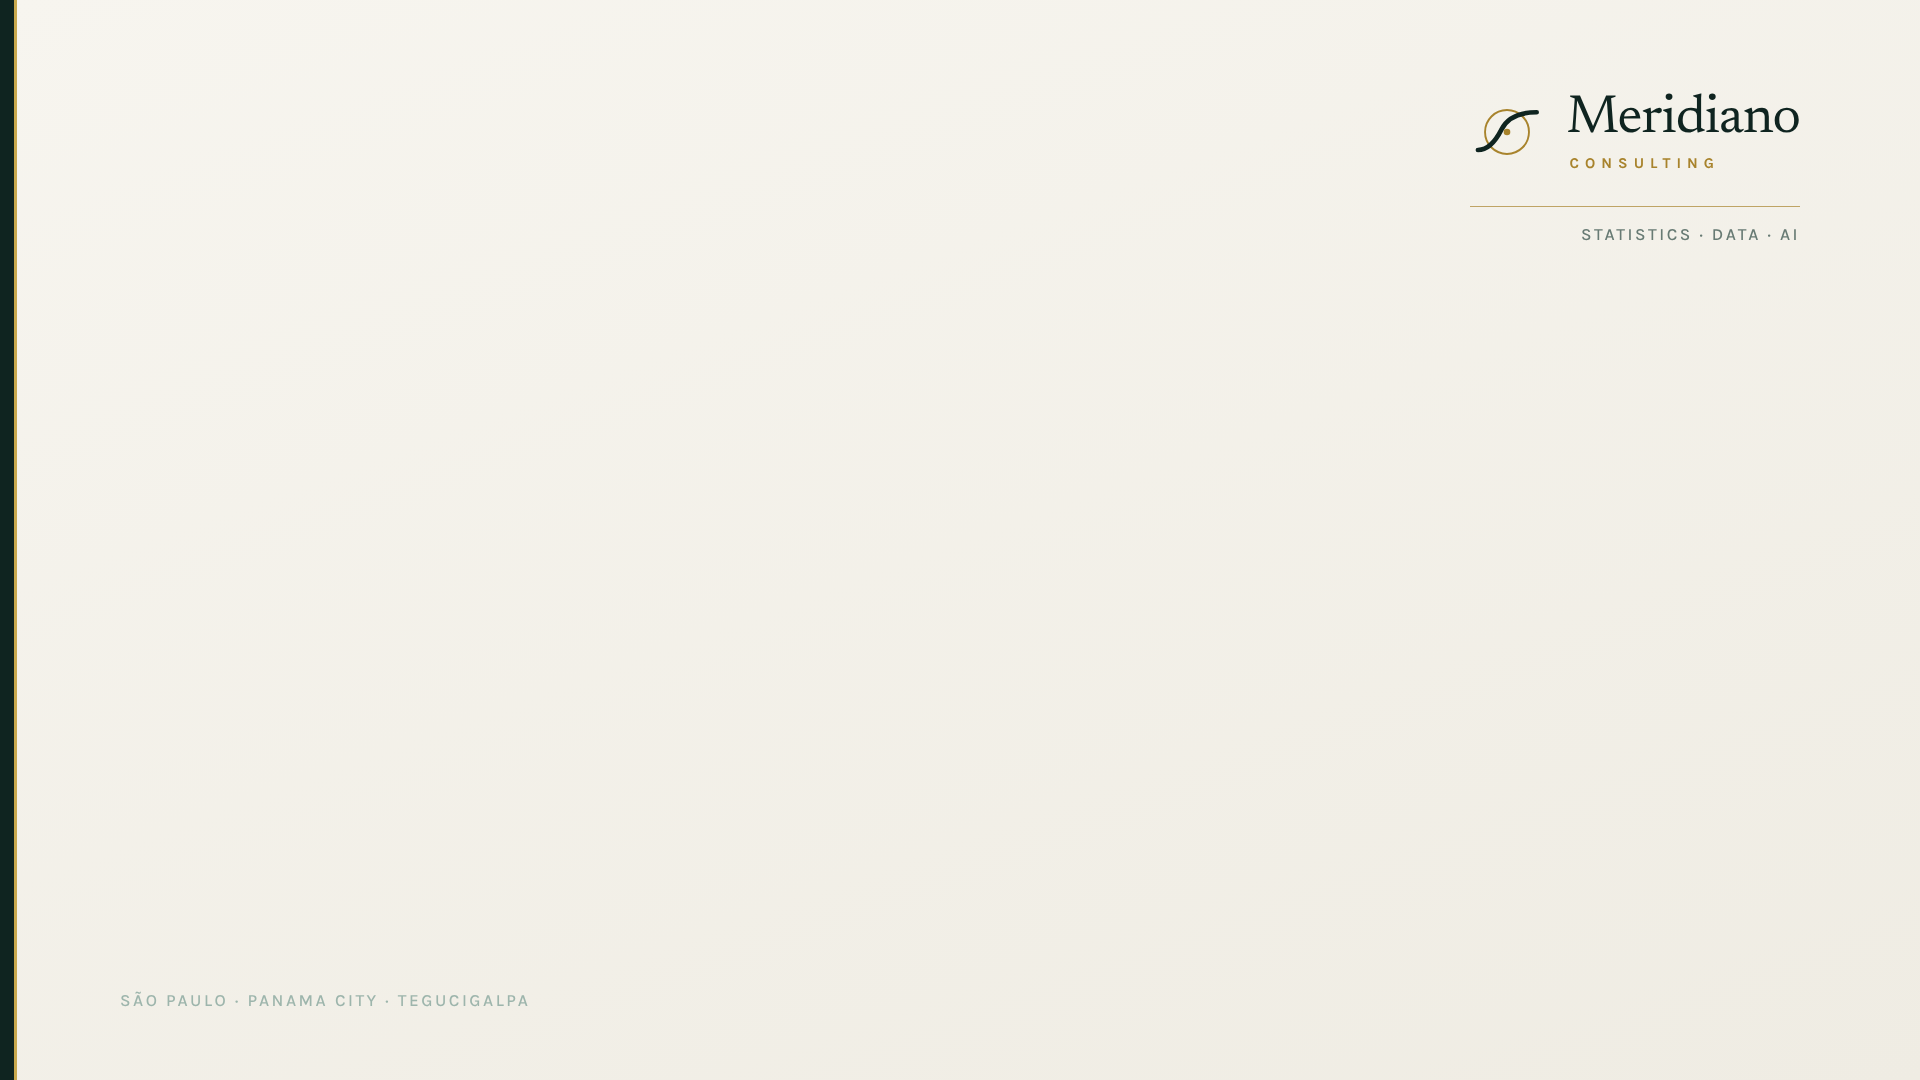 Meridiano
CONSULTING
STATISTICS · DATA · AI
SÃO PAULO · PANAMA CITY · TEGUCIGALPA